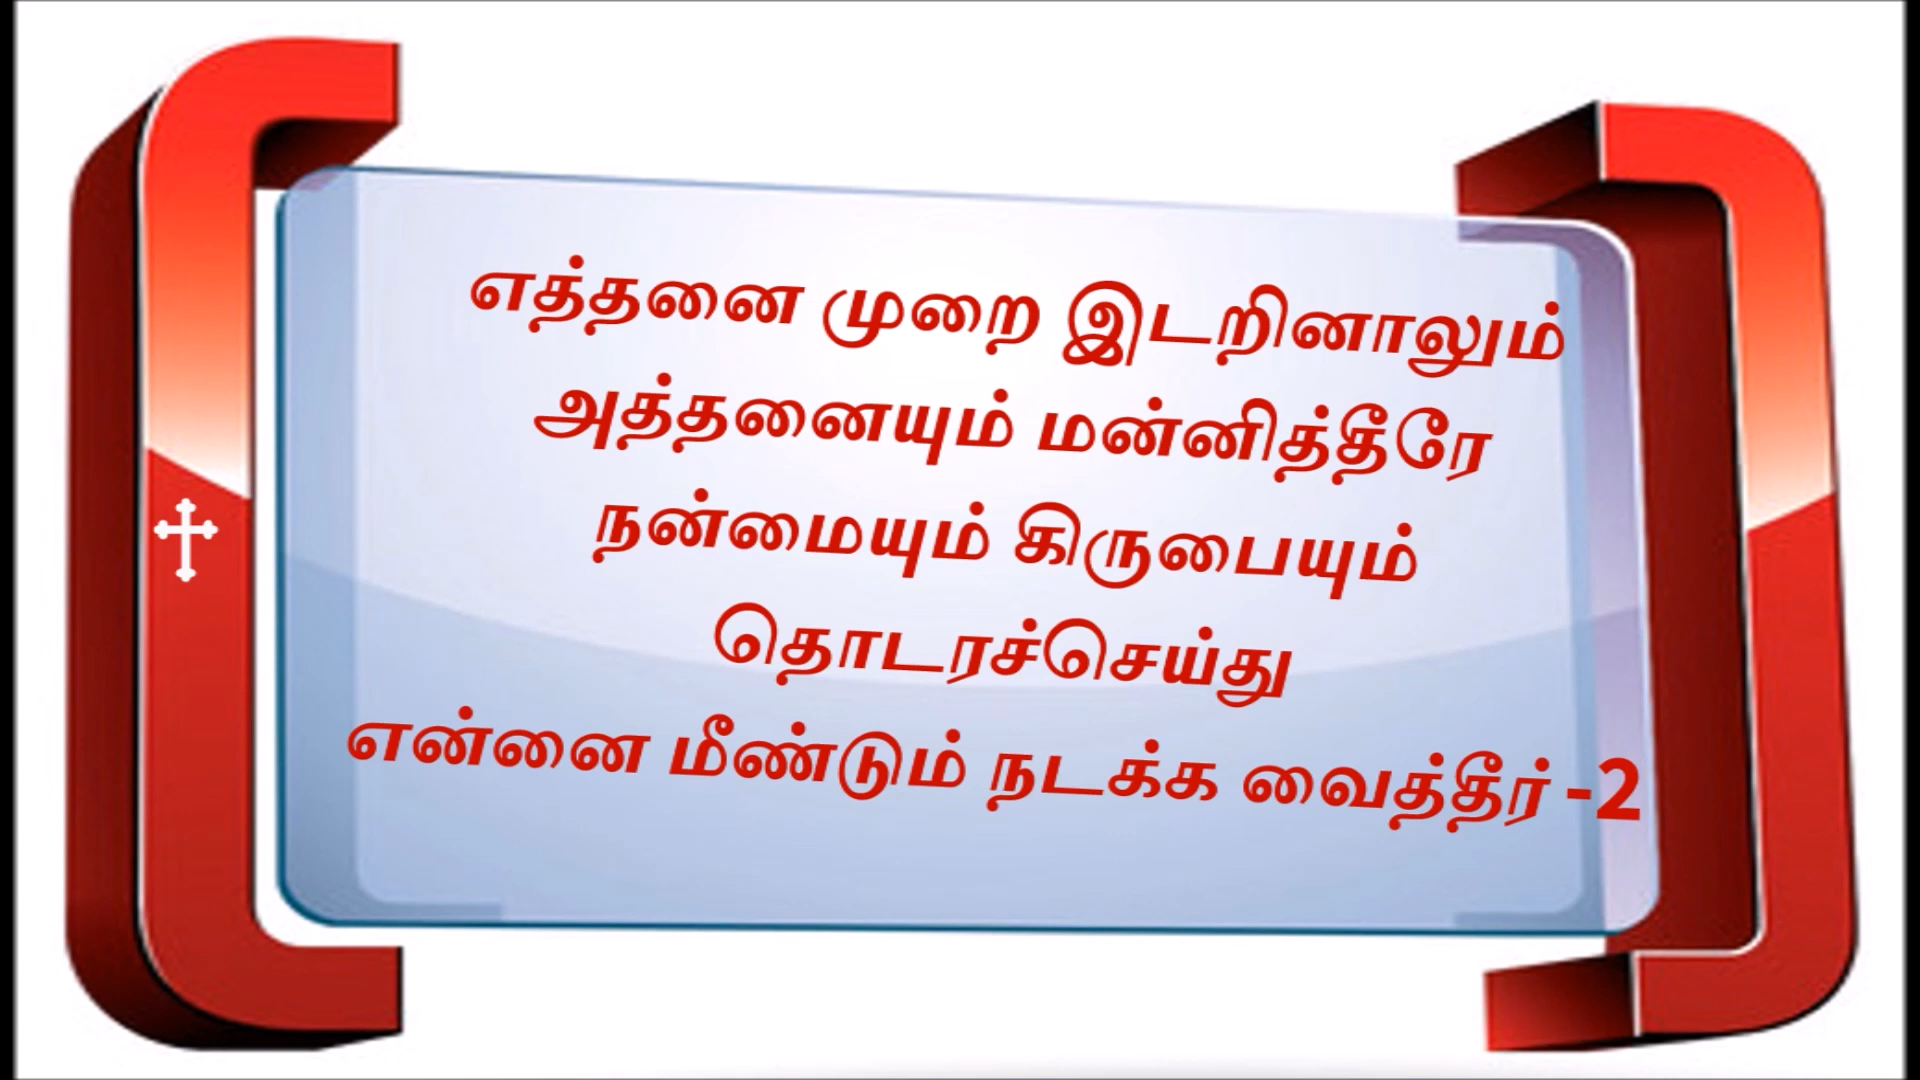 எத்தனை முறை இடறினாலும்
அத்தனையும் மன்னித்தீரே
நன்மையும் கிருபையும்
தொடரச்செய்து
என்னை மீண்டும் நடக்க வைத்தீர் -2